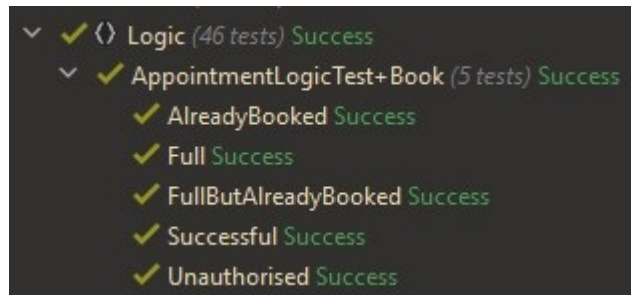 Logic (46 tests) Success
AppointmentLogicTest+Book (5 tests) Success
AlreadyBooked Success
Full Success
FullButAlreadyBooked Success
Successful Success
Unauthorised Success